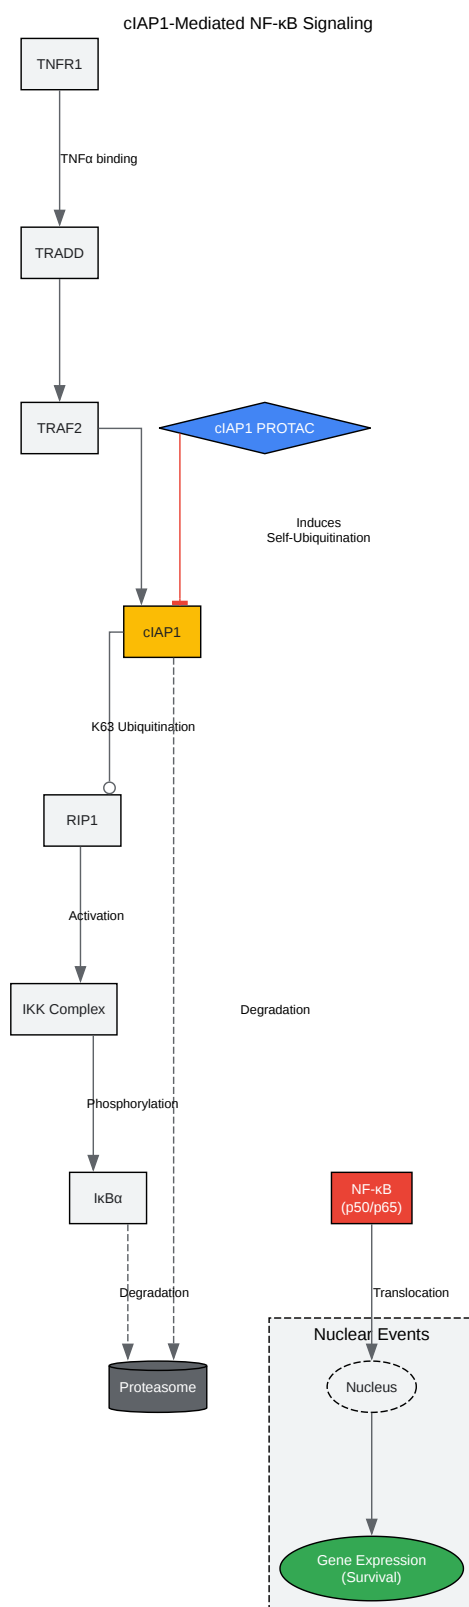 cIAP1-Mediated NF-κB Signaling
TNFR1
TNFα binding
TRADD
TRAF2
cIAP1 PROTAC
Induces
Self-Ubiquitination
cIAP1
K63 Ubiquitination
RIP1
Activation
IKK Complex
Degradation
Phosphorylation
IκBα
NF-κB
(p50/p65)
Degradation
Translocation
Nuclear Events
Proteasome
Nucleus
Gene Expression
(Survival)